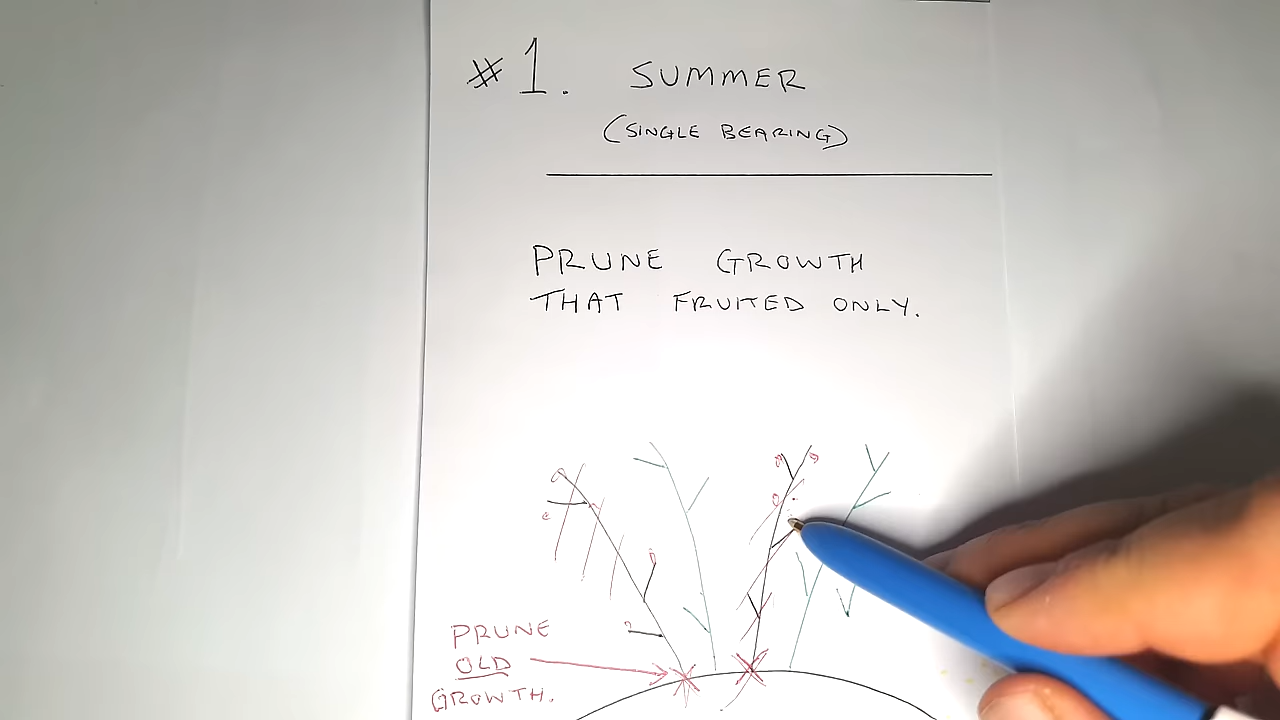 #1. SUMMER
(SINGLE BEARING)
PRUNE GROWTH
THAT FRUITED ONLY.
PRUNE
OLD
GROWTH.